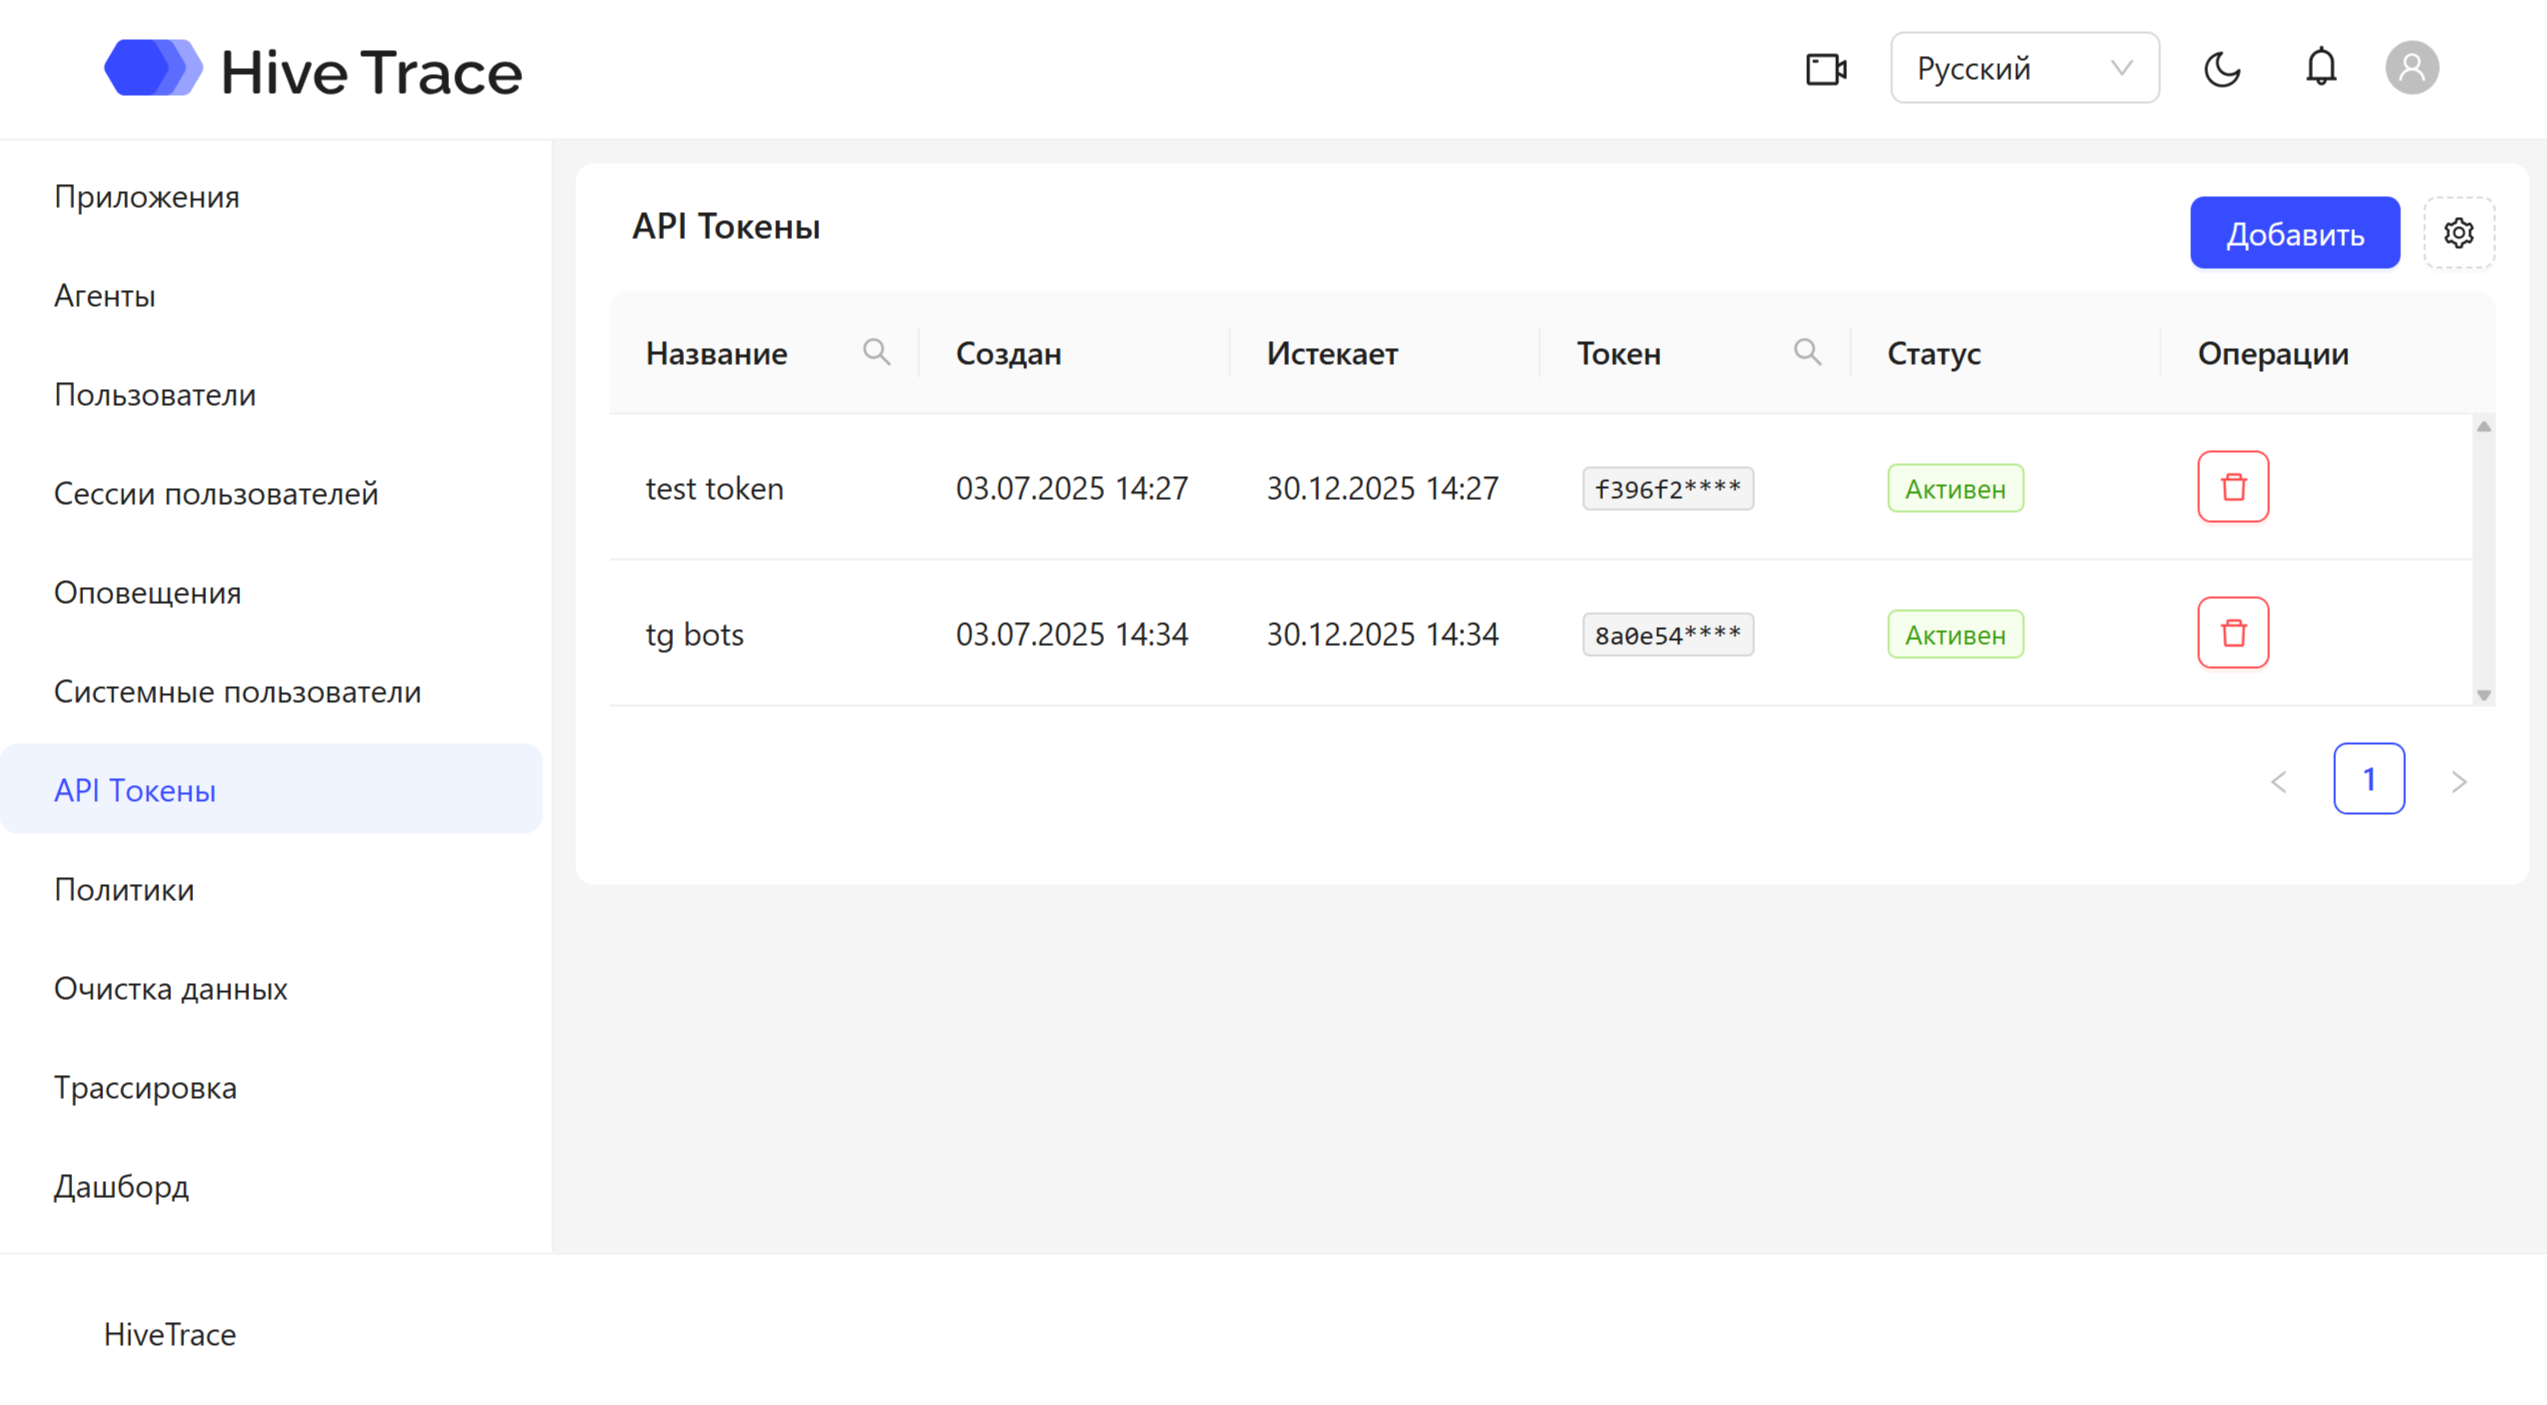 Hive Trace
Русский
Приложения
Агенты
Пользователи
Сессии пользователей
Оповещения
Системные пользователи
API Токены
Политики
Очистка данных
Трассировка
Дашборд
API Токены
Добавить
Название Создан Истекает Токен Статус Операции
test token 03.07.2025 14:27 30.12.2025 14:27 f396f2**** Активен
tg bots 03.07.2025 14:34 30.12.2025 14:34 8a0e54**** Активен
1
HiveTrace